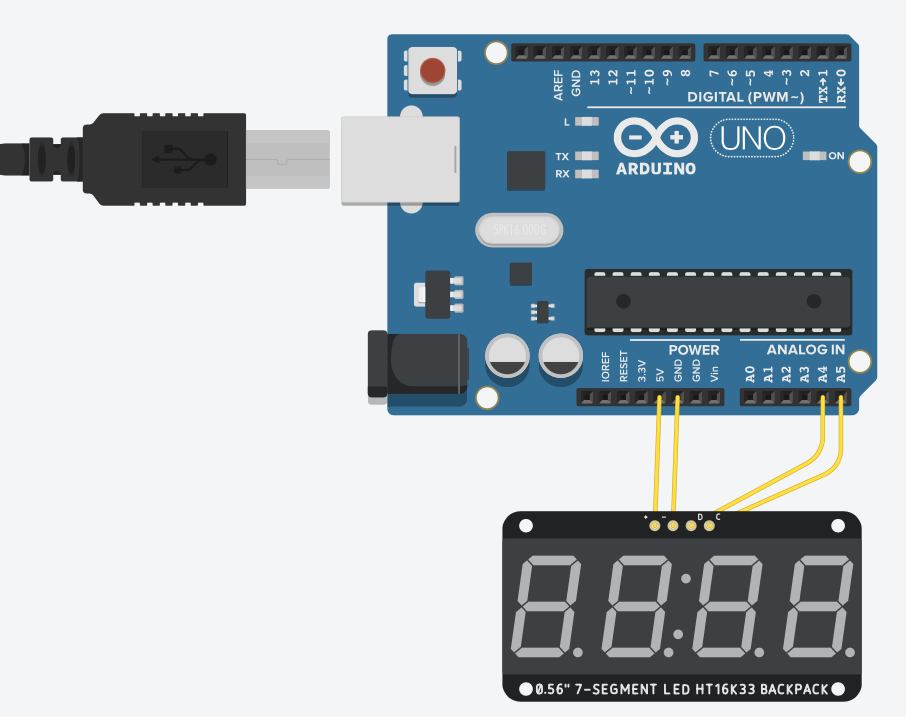 AREF
GND
13
12
~11
~10
~9
8
7
~6
~5
4
~3
2
TX→1
RX←0
DIGITAL (PWM~)
L
TX
RX
ARDUINO
UNO
ON
SPK16.000G
POWER
ANALOG IN
IOREF
RESET
3.3V
5V
GND
GND
Vin
A0
A1
A2
A3
A4
A5
+ - D C
0.56" 7-SEGMENT LED HT16K33 BACKPACK